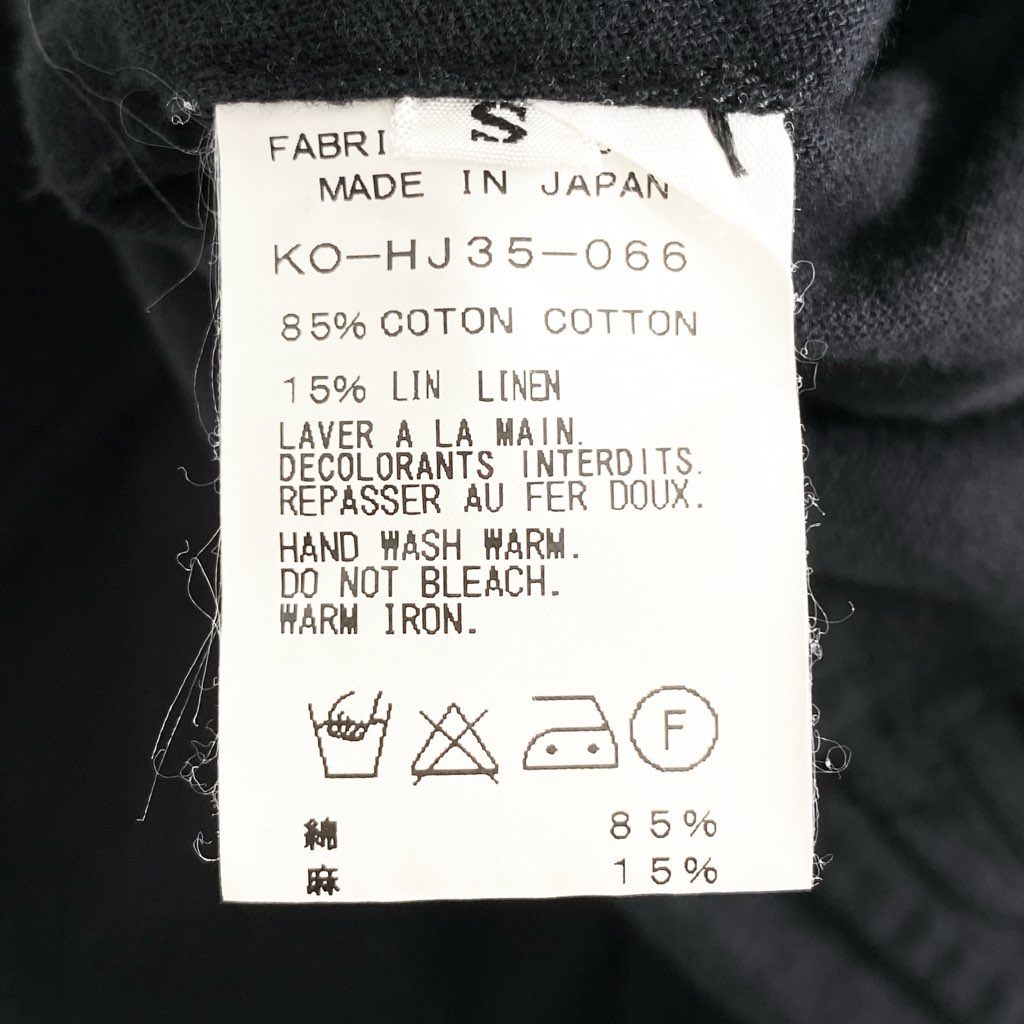 S
FABRI
MADE IN JAPAN
KO-HJ35-066
85% COTON COTTON
15% LIN LINEN
LAVER A LA MAIN.
DECOLORANTS INTERDITS.
REPASSER AU FER DOUX.
HAND WASH WARM.
DO NOT BLEACH.
WARM IRON.
F
綿 85%
麻 15%